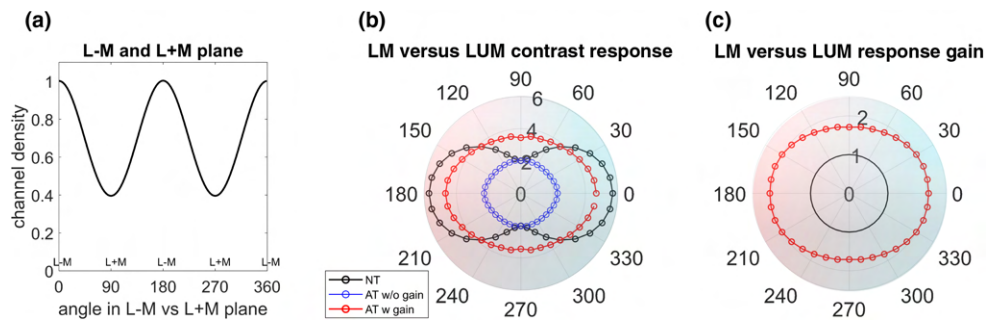 (a)
L-M and L+M plane
channel density
1
0.8
0.6
0.4
0.2
0
L-M L+M L-M L+M L-M
0 90 180 270 360
angle in L-M vs L+M plane
(b)
LM versus LUM contrast response
90
120 60
150 30
180 0
210 330
240 300
270
6
4
2
0
NT
AT w/o gain
AT w gain
(c)
LM versus LUM response gain
90
120 60
150 30
180 0
210 330
240 300
270
2
1
0